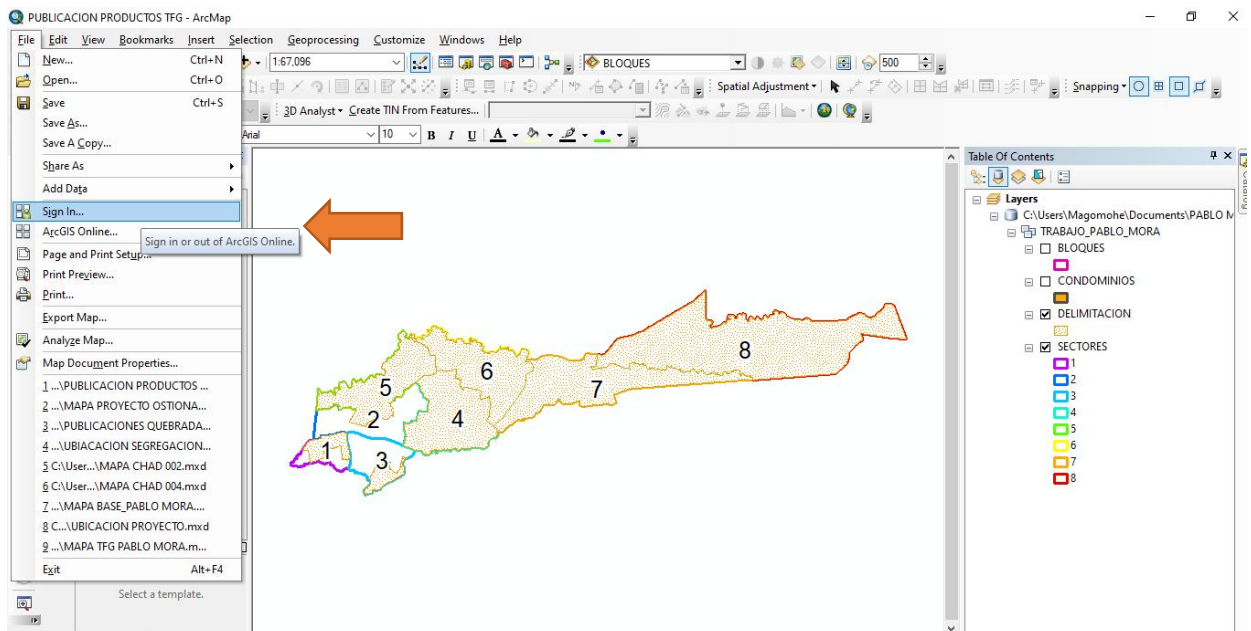 PUBLICACION PRODUCTOS TFG - ArcMap
File Edit View Bookmarks Insert Selection Geoprocessing Customize Windows Help
New... Ctrl+N
Open... Ctrl+O
Save Ctrl+S
Save As...
Save A Copy...
Share As
Add Data
Sign In...
ArcGIS Online...
Sign in or out of ArcGIS Online.
Page and Print Setup...
Print Preview...
Print...
Export Map...
Analyze Map...
Map Document Properties...
1 ...\PUBLICACION PRODUCTOS ...
2 ...\MAPA PROYECTO OSTIONA...
3 ...\PUBLICACIONES QUEBRADA...
4 ...\UBIACACION SEGREGACION...
5 C:\User...\MAPA CHAD 002.mxd
6 C:\User...\MAPA CHAD 004.mxd
7 ...\MAPA BASE_PABLO MORA....
8 C...\UBICACION PROYECTO.mxd
9 ...\MAPA TFG PABLO MORA.m...
Exit Alt+F4
Select a template.
1:67,096
BLOQUES
500
Spatial Adjustment
Snapping
3D Analyst
Create TIN From Features...
Arial
10
B I U A
8
6
5
7
2
4
1
3
Table Of Contents
Layers
C:\Users\Magomohe\Documents\PABLO M
TRABAJO_PABLO_MORA
BLOQUES
CONDOMINIOS
DELIMITACION
SECTORES
1
2
3
4
5
6
7
8
Catalog